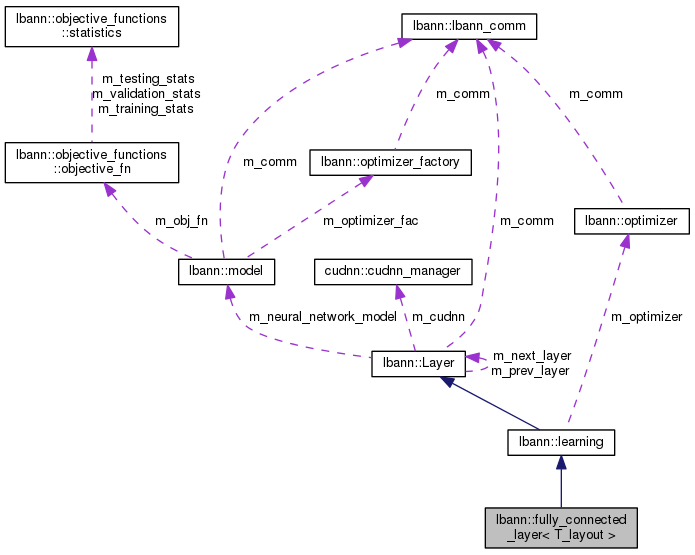 lbann::objective_functions
::statistics
lbann::lbann_comm
m_testing_stats
m_validation_stats
m_training_stats
m_comm
m_comm
lbann::objective_functions
::objective_fn
m_comm
lbann::optimizer_factory
m_obj_fn
m_optimizer_fac
m_comm
lbann::optimizer
lbann::model
cudnn::cudnn_manager
m_neural_network_model
m_cudnn
m_optimizer
lbann::Layer
m_next_layer
m_prev_layer
lbann::learning
lbann::fully_connected
_layer< T_layout >